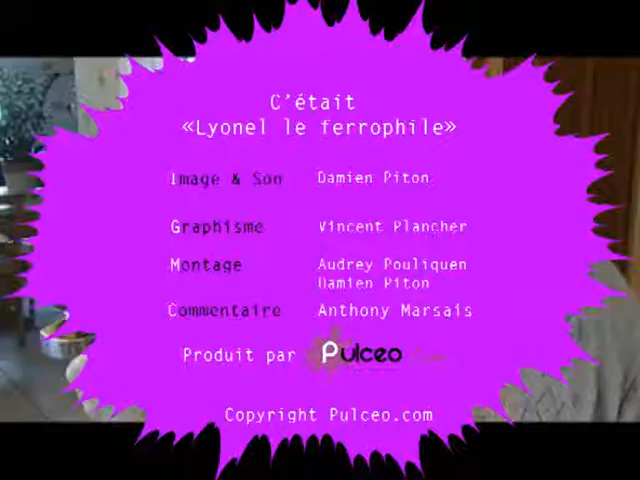 C'était
«Lyonel le ferrophile»
Image & Son Damien Piton
Graphisme Vincent Plancher
Montage Audrey Pouliquen
Damien Piton
Commentaire Anthony Marsais
Produit par Pulceo
Copyright Pulceo.com